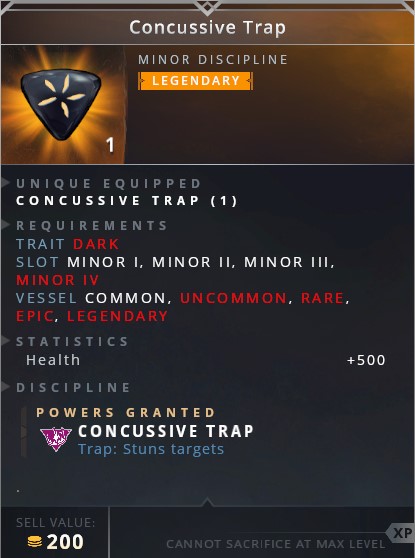 Concussive Trap
MINOR DISCIPLINE
LEGENDARY
1
UNIQUE EQUIPPED
CONCUSSIVE TRAP (1)
REQUIREMENTS
TRAIT DARK
SLOT MINOR I, MINOR II, MINOR III,
MINOR IV
VESSEL COMMON, UNCOMMON, RARE,
EPIC, LEGENDARY
STATISTICS
Health +500
DISCIPLINE
POWERS GRANTED
CONCUSSIVE TRAP
Trap: Stuns targets
.
SELL VALUE:
200
CANNOT SACRIFICE AT MAX LEVEL XP